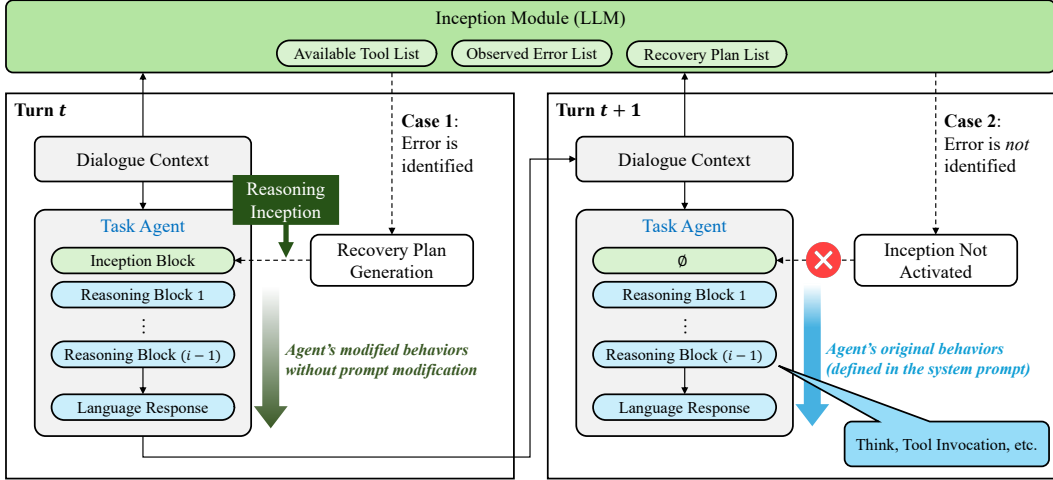 Inception Module (LLM)
Available Tool List
Observed Error List
Recovery Plan List
Turn t
Case 1:
Error is
identified
Dialogue Context
Reasoning
Inception
Task Agent
Inception Block
Recovery Plan
Generation
Reasoning Block 1
⋮
Reasoning Block (i − 1)
Agent's modified behaviors
without prompt modification
Language Response
Turn t + 1
Case 2:
Error is not
identified
Dialogue Context
Task Agent
∅
Inception Not
Activated
Reasoning Block 1
⋮
Reasoning Block (i − 1)
Agent's original behaviors
(defined in the system prompt)
Language Response
Think, Tool Invocation, etc.